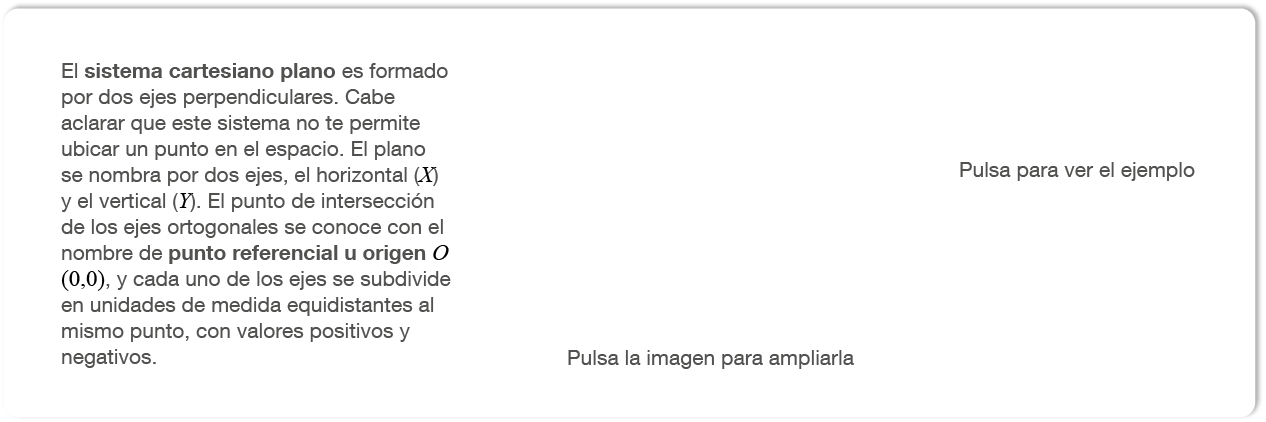 El sistema cartesiano plano es formado
por dos ejes perpendiculares. Cabe
aclarar que este sistema no te permite
ubicar un punto en el espacio. El plano
se nombra por dos ejes, el horizontal (X)
y el vertical (Y). El punto de intersección
de los ejes ortogonales se conoce con el
nombre de punto referencial u origen O
(0,0), y cada uno de los ejes se subdivide
en unidades de medida equidistantes al
mismo punto, con valores positivos y
negativos.
Pulsa la imagen para ampliarla
Pulsa para ver el ejemplo